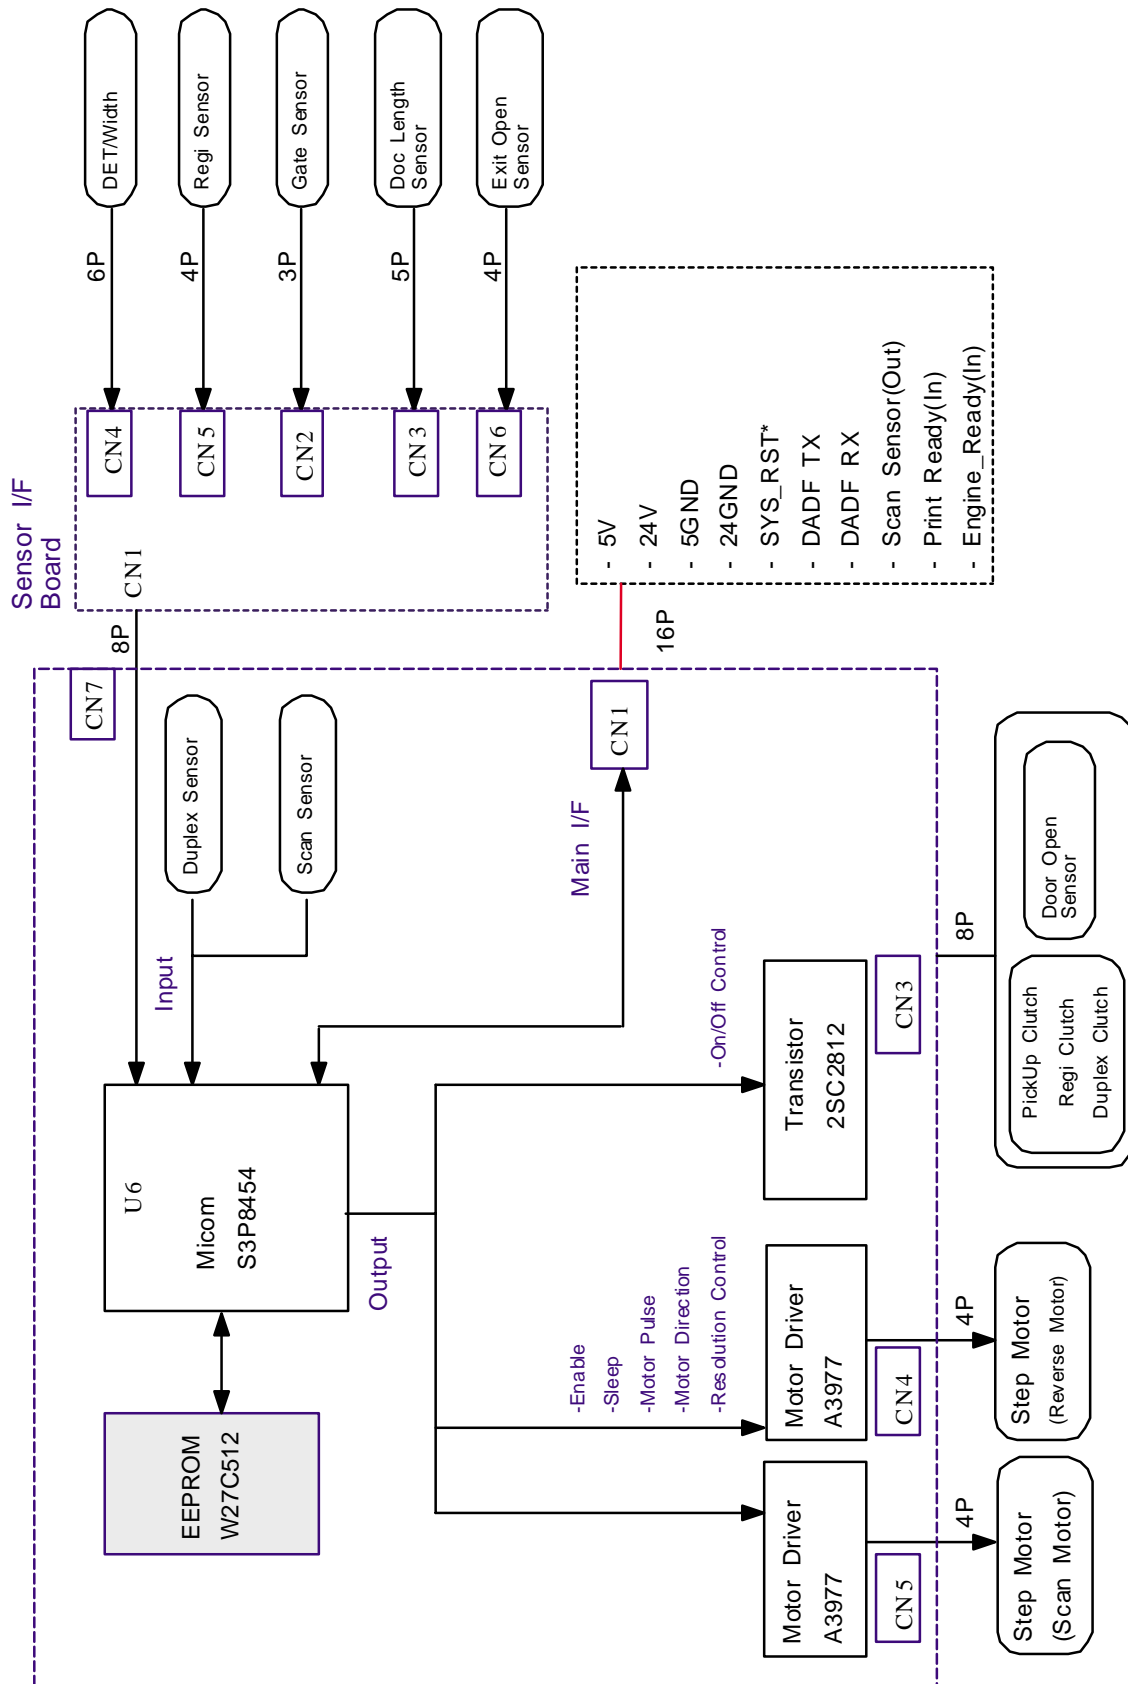 Sensor I/F
Board
DET/Width
Regi Sensor
Gate Sensor
Doc Length
Sensor
Exit Open
Sensor
6P
4P
3P
5P
4P
CN4
CN5
CN2
CN3
CN6
CN1
8P
CN7
Duplex Sensor
Scan Sensor
Input
- 5V
- 24V
- 5GND
- 24GND
- SYS_RST*
- DADF TX
- DADF RX
- Scan Sensor(Out)
- Print Ready(In)
- Engine_Ready(In)
16P
CN1
Main I/F
U6
Micom
S3P8454
Output
EEPROM
W27C512
-On/Off Control
Transistor
2SC2812
CN3
8P
Door Open
Sensor
PickUp Clutch
Regi Clutch
Duplex Clutch
-Enable
-Sleep
-Motor Pulse
-Motor Direction
-Resolution Control
Motor Driver
A3977
CN4
4P
Step Motor
(Reverse Motor)
Motor Driver
A3977
CN5
4P
Step Motor
(Scan Motor)